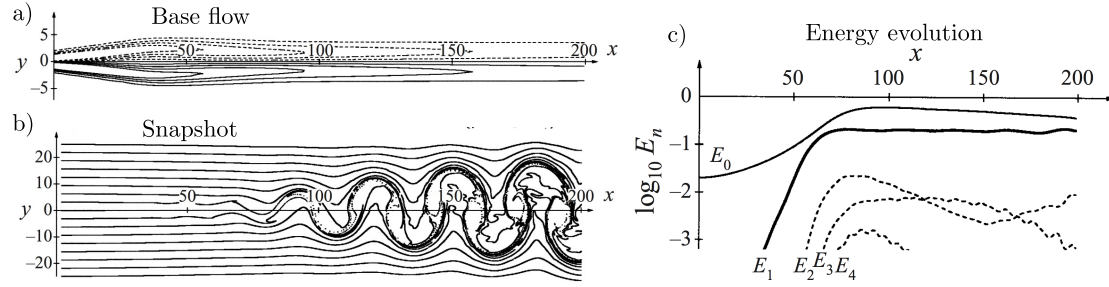 a) Base flow
5
50 100 150 200 x
y 0
−5
b) Snapshot
20
10
50 100 150 200 x
y 0
−10
−20
c) Energy evolution
x
50 100 150 200
0
E₀
−1
log₁₀ Eₙ
−2
−3
E₁ E₂ E₃ E₄